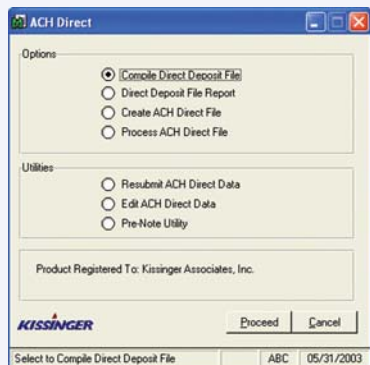 ACH Direct
Options
Compile Direct Deposit File
Direct Deposit File Report
Create ACH Direct File
Process ACH Direct File
Utilities
Resubmit ACH Direct Data
Edit ACH Direct Data
Pre-Note Utility
Product Registered To: Kissinger Associates, Inc.
KISSINGER
Proceed Cancel
Select to Compile Direct Deposit File ABC 05/31/2003